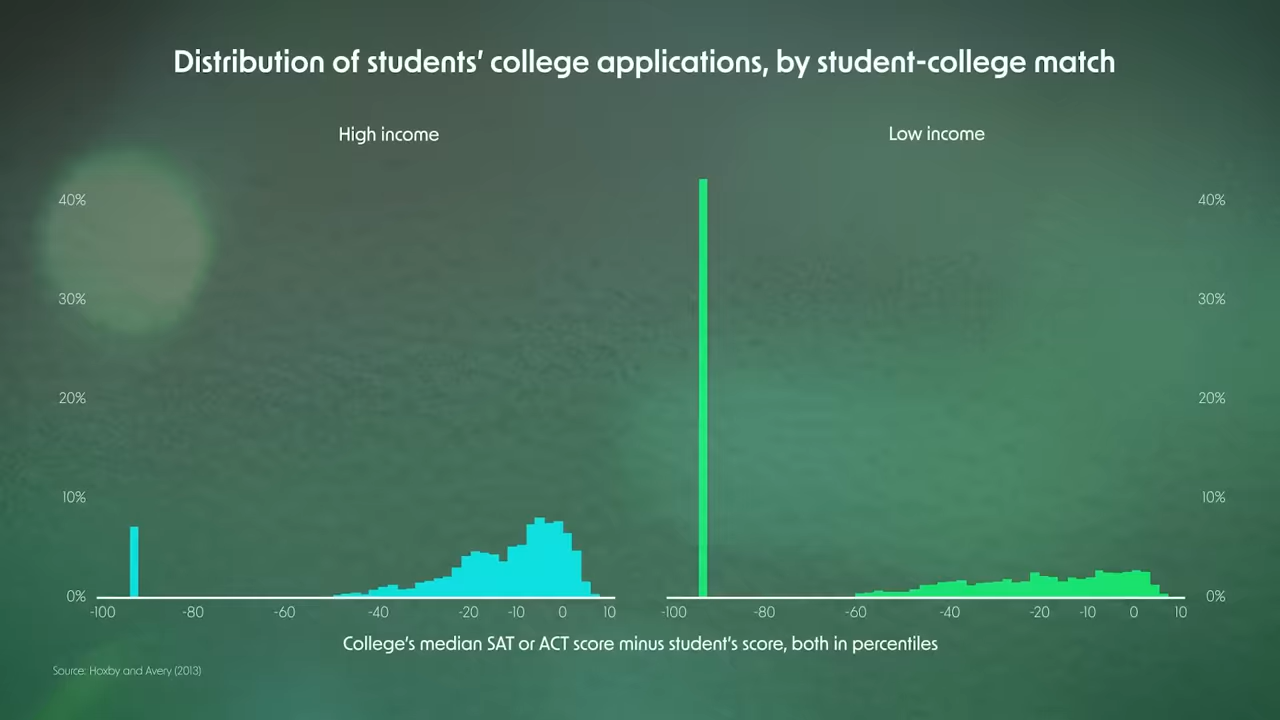 Distribution of students' college applications, by student-college match
High income
Low income
40%
40%
30%
30%
20%
20%
10%
10%
0%
0%
-100 -80 -60 -40 -20 -10 0 10
-100 -80 -60 -40 -20 -10 0 10
College's median SAT or ACT score minus student's score, both in percentiles
Source: Hoxby and Avery (2013)